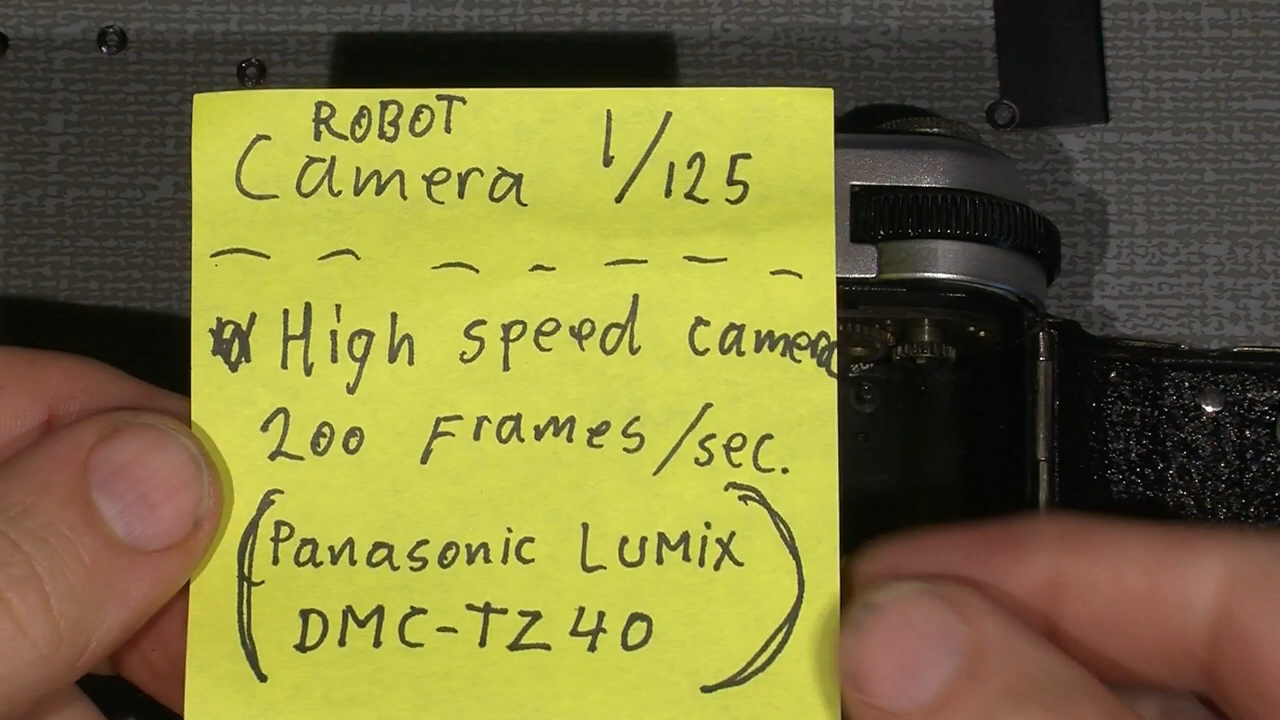 ROBOT
Camera 1/125
High speed camera
200 Frames/sec.
(Panasonic LUMIX
DMC-TZ40)